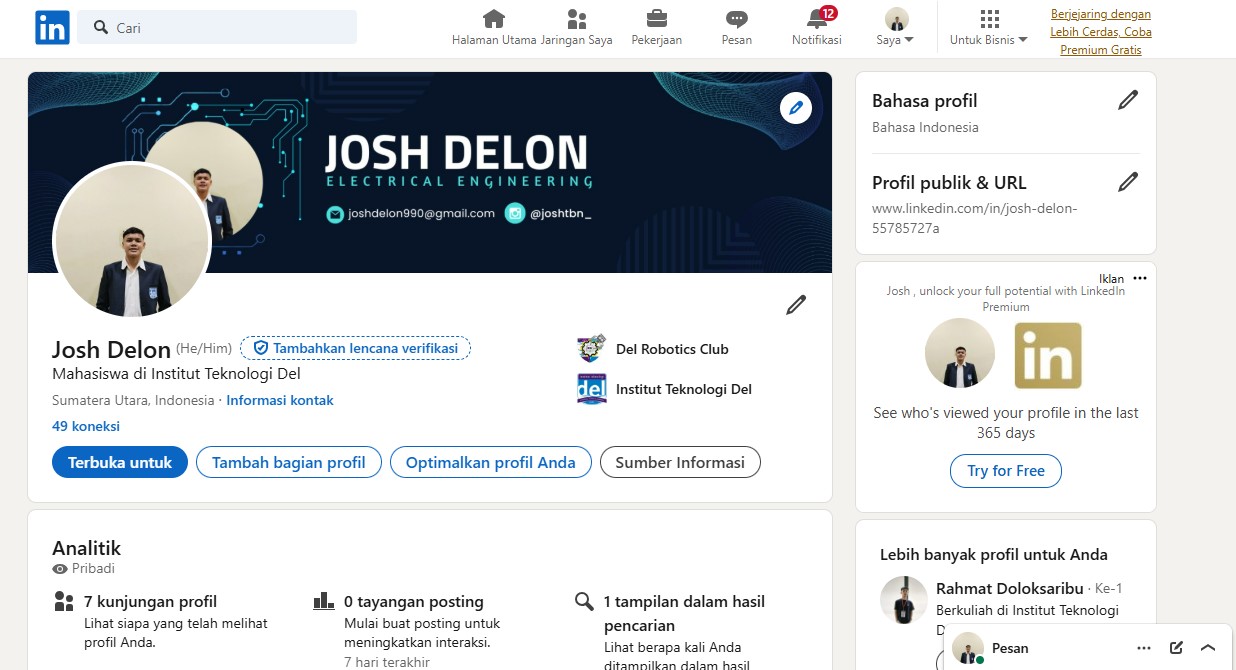 in
Cari
Halaman Utama
Jaringan Saya
Pekerjaan
Pesan
12
Notifikasi
Saya
Untuk Bisnis
Berjejaring dengan
Lebih Cerdas, Coba
Premium Gratis
JOSH DELON
ELECTRICAL ENGINEERING
joshdelon990@gmail.com
@joshtbn_
Josh Delon (He/Him)
Tambahkan lencana verifikasi
Mahasiswa di Institut Teknologi Del
Sumatera Utara, Indonesia · Informasi kontak
49 koneksi
Del Robotics Club
del
Institut Teknologi Del
Terbuka untuk
Tambah bagian profil
Optimalkan profil Anda
Sumber Informasi
Analitik
Pribadi
7 kunjungan profil
Lihat siapa yang telah melihat
profil Anda.
0 tayangan posting
Mulai buat posting untuk
meningkatkan interaksi.
7 hari terakhir
1 tampilan dalam hasil
pencarian
Lihat berapa kali Anda
ditampilkan dalam hasil
Bahasa profil
Bahasa Indonesia
Profil publik & URL
www.linkedin.com/in/josh-delon-
55785727a
Iklan
Josh , unlock your full potential with LinkedIn
Premium
in
See who's viewed your profile in the last
365 days
Try for Free
Lebih banyak profil untuk Anda
Rahmat Doloksaribu · Ke-1
Berkuliah di Institut Teknologi
Pesan